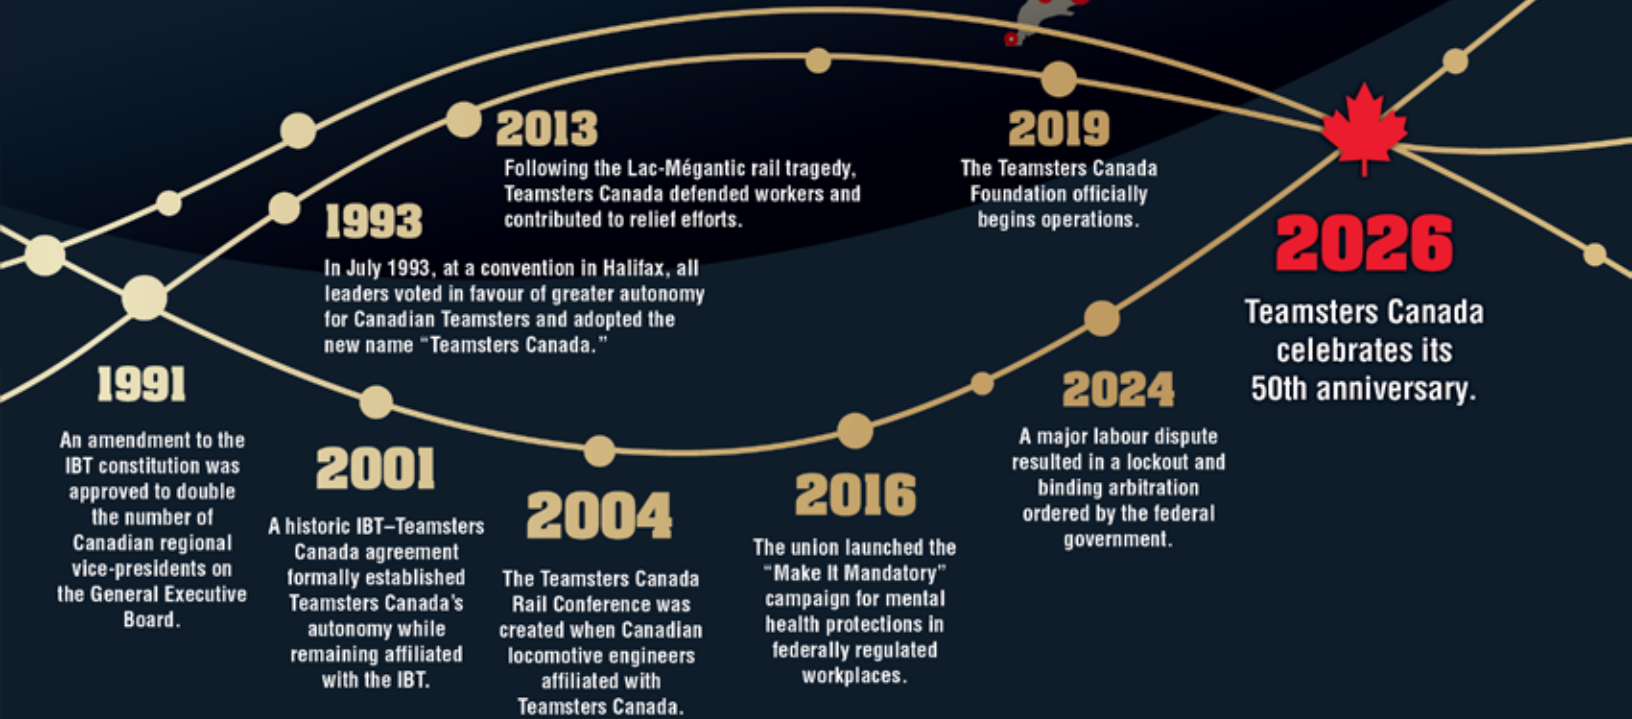 2013
Following the Lac-Mégantic rail tragedy,
Teamsters Canada defended workers and
contributed to relief efforts.
2019
The Teamsters Canada
Foundation officially
begins operations.
1993
In July 1993, at a convention in Halifax, all
leaders voted in favour of greater autonomy
for Canadian Teamsters and adopted the
new name “Teamsters Canada.”
2026
Teamsters Canada
celebrates its
50th anniversary.
1991
An amendment to the
IBT constitution was
approved to double
the number of
Canadian regional
vice-presidents on
the General Executive
Board.
2001
A historic IBT–Teamsters
Canada agreement
formally established
Teamsters Canada’s
autonomy while
remaining affiliated
with the IBT.
2004
The Teamsters Canada
Rail Conference was
created when Canadian
locomotive engineers
affiliated with
Teamsters Canada.
2016
The union launched the
“Make It Mandatory”
campaign for mental
health protections in
federally regulated
workplaces.
2024
A major labour dispute
resulted in a lockout and
binding arbitration
ordered by the federal
government.